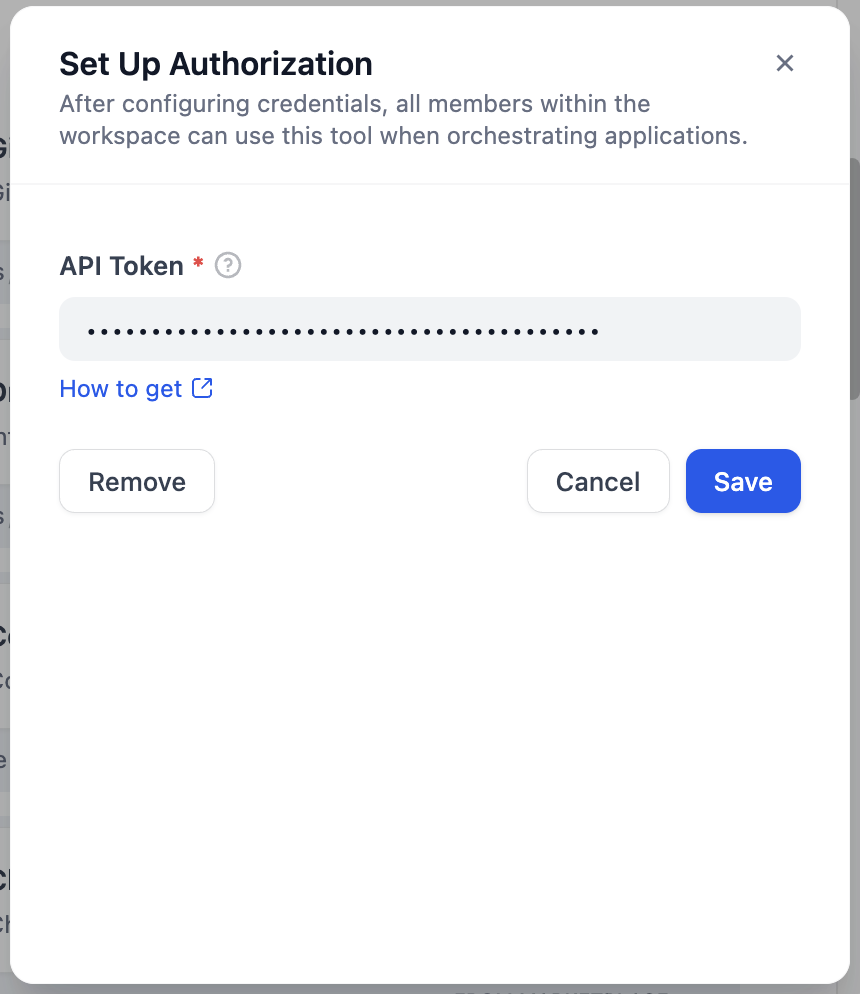 Set Up Authorization
After configuring credentials, all members within the
workspace can use this tool when orchestrating applications.
API Token *
••••••••••••••••••••••••••••••••••••••••
How to get
Remove
Cancel
Save